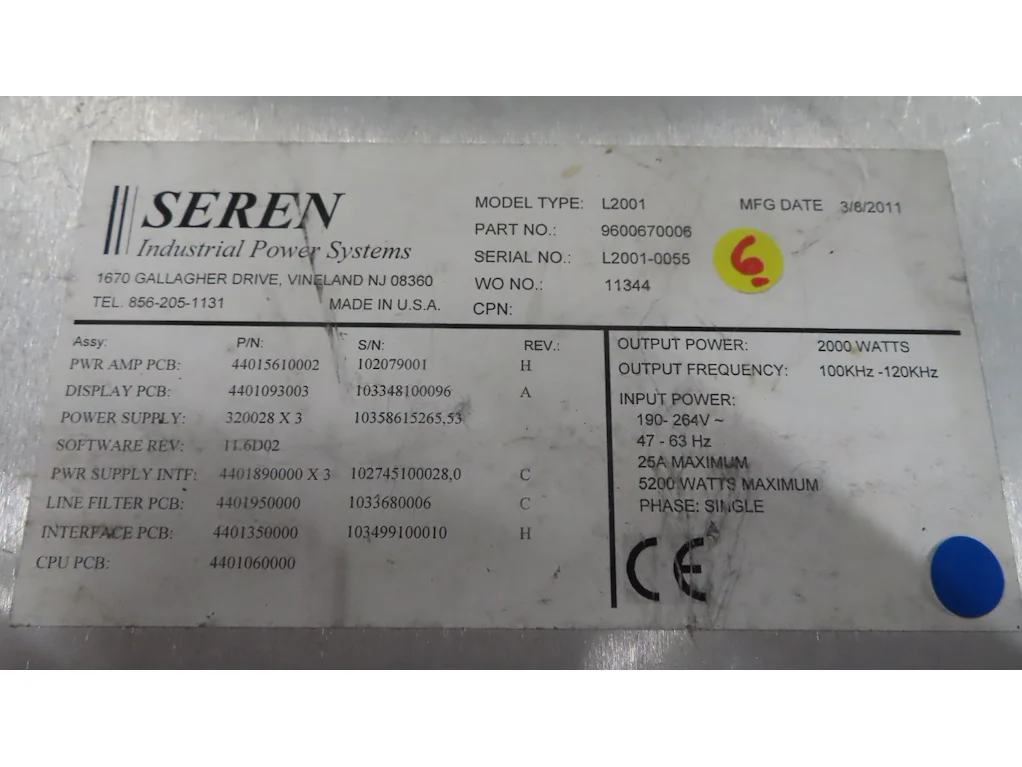 SEREN
Industrial Power Systems
1670 GALLAGHER DRIVE, VINELAND NJ 08360
TEL. 856-205-1131 MADE IN U.S.A.
MODEL TYPE: L2001 MFG DATE 3/8/2011
PART NO.: 9600670006
SERIAL NO.: L2001-0055
WO NO.: 11344
CPN:
6
Assy: P/N: S/N: REV.:
PWR AMP PCB: 44015610002 102079001 H
DISPLAY PCB: 4401093003 103348100096 A
POWER SUPPLY: 320028 X 3 10358615265,53
SOFTWARE REV: 11.6D02
PWR SUPPLY INTF: 4401890000 X 3 102745100028,0 C
LINE FILTER PCB: 4401950000 1033680006 C
INTERFACE PCB: 4401350000 103499100010 H
CPU PCB: 4401060000
OUTPUT POWER: 2000 WATTS
OUTPUT FREQUENCY: 100KHz -120KHz
INPUT POWER:
190- 264V ~
47 - 63 Hz
25A MAXIMUM
5200 WATTS MAXIMUM
PHASE: SINGLE
A
CE